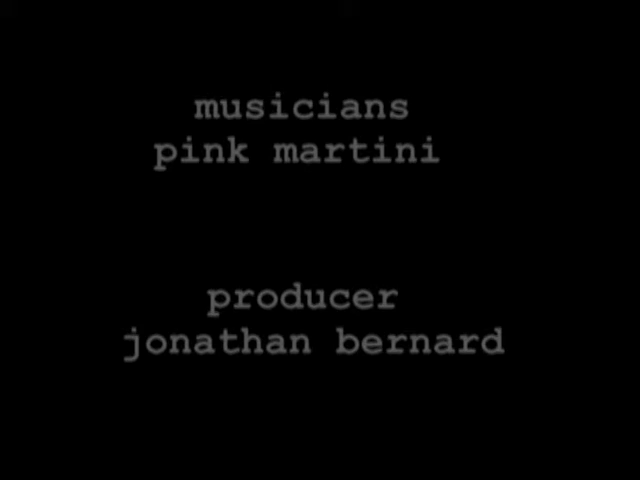 musicians
pink martini
producer
jonathan bernard